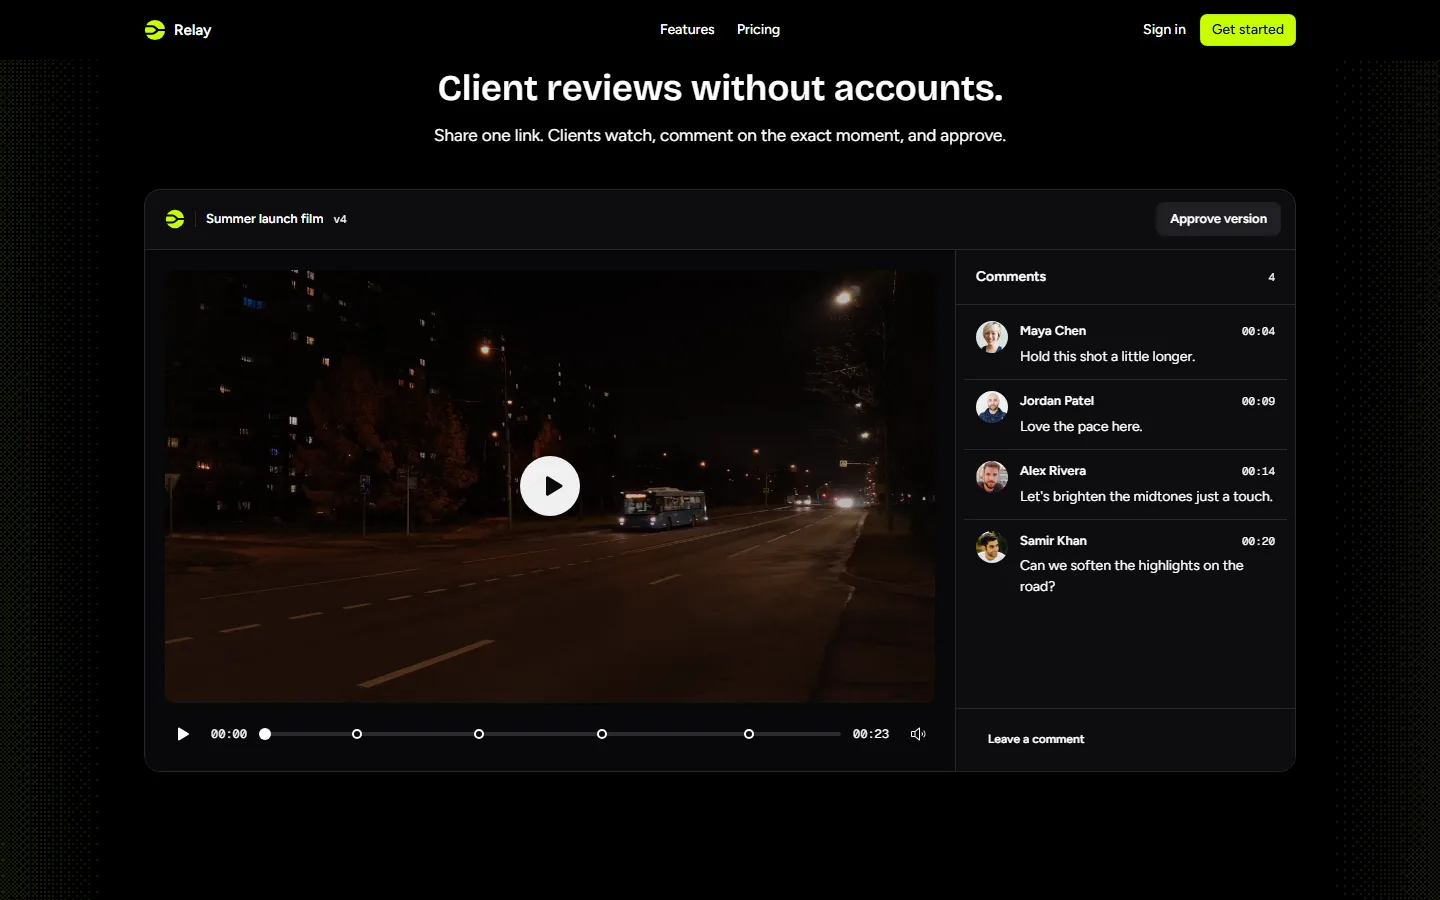 Relay
Features
Pricing
Sign in
Get started
Client reviews without accounts.
Share one link. Clients watch, comment on the exact moment, and approve.
Summer launch film v4
Approve version
Comments
4
Maya Chen
00:04
Hold this shot a little longer.
Jordan Patel
00:09
Love the pace here.
Alex Rivera
00:14
Let's brighten the midtones just a touch.
Samir Khan
00:20
Can we soften the highlights on the
road?
00:00
00:23
Leave a comment